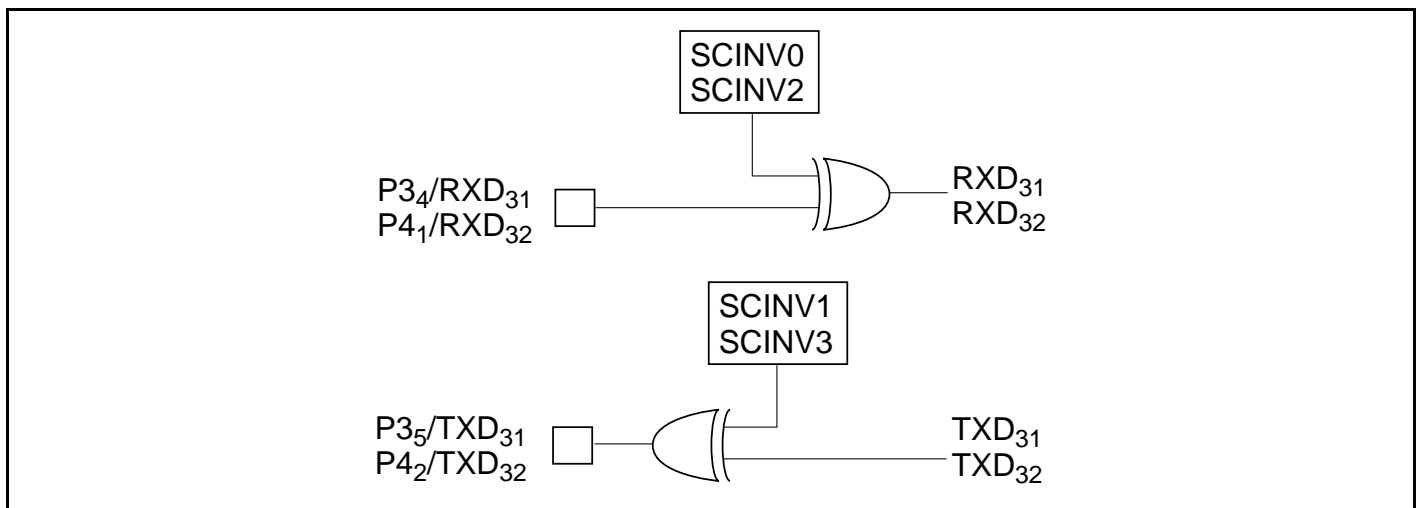 SCINV0
SCINV2
P3₄/RXD₃₁
P4₁/RXD₃₂
RXD₃₁
RXD₃₂
SCINV1
SCINV3
P3₅/TXD₃₁
P4₂/TXD₃₂
TXD₃₁
TXD₃₂